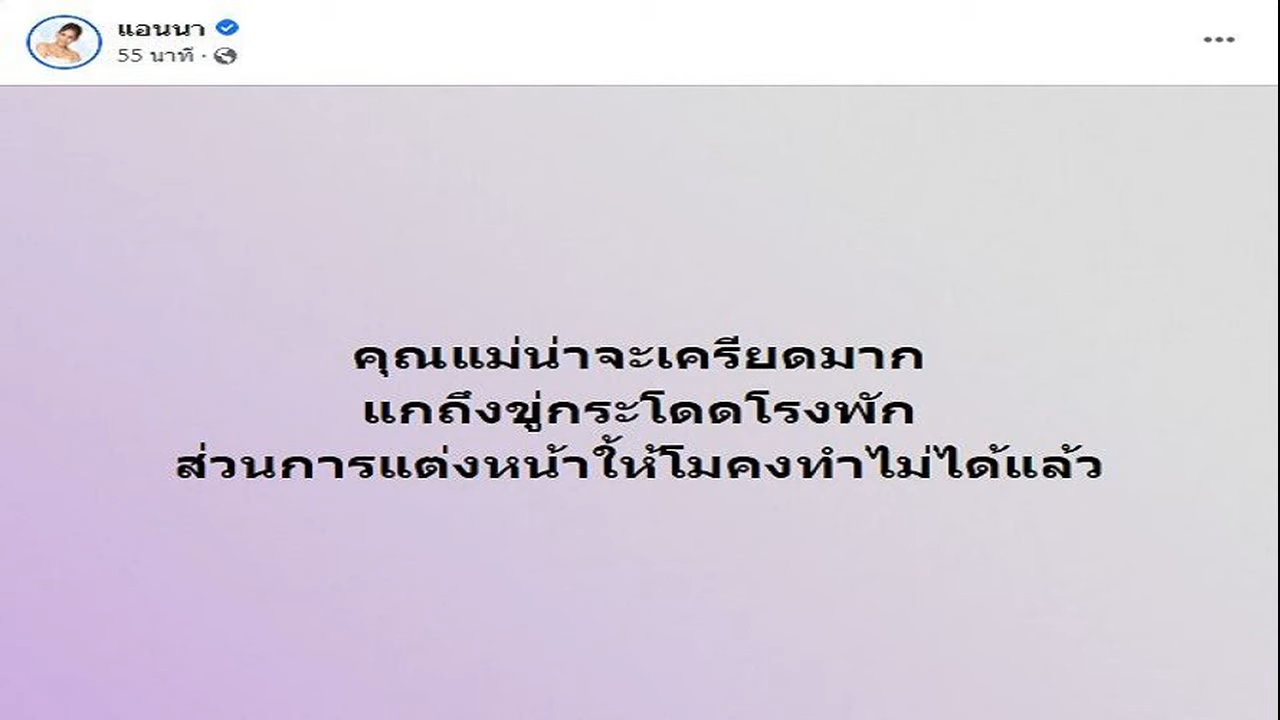 แอนนา
55 นาที ·
คุณแม่น่าจะเครียดมาก
แกถึงขู่กระโดดโรงพัก
ส่วนการแต่งหน้าให้โมคงทำไม่ได้แล้ว